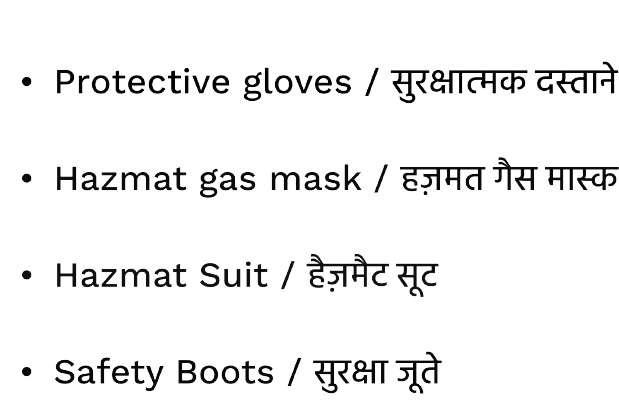 • Protective gloves / सुरक्षात्मक दस्ताने
• Hazmat gas mask / हज़मत गैस मास्क
• Hazmat Suit / हैज़मैट सूट
• Safety Boots / सुरक्षा जूते